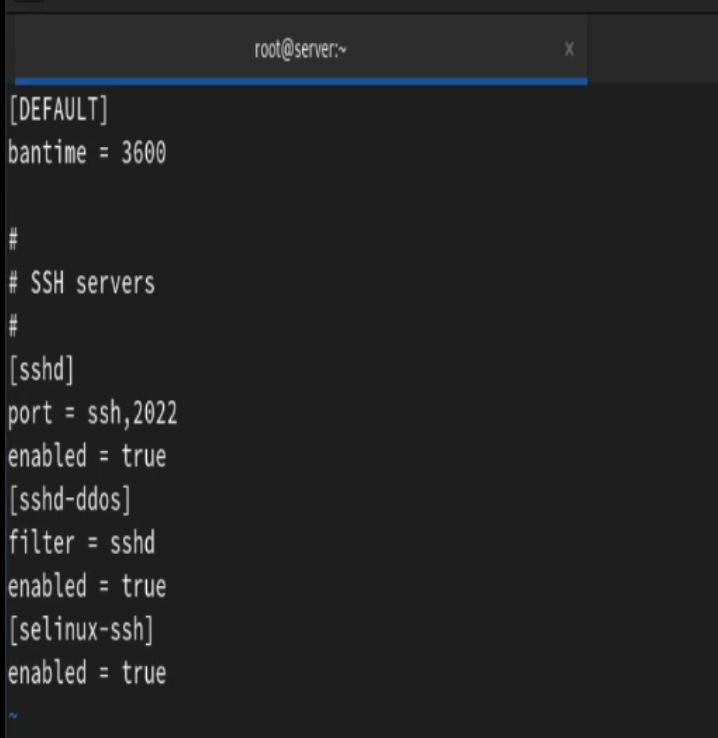 root@server:~ x
[DEFAULT]
bantime = 3600
#
# SSH servers
#
[sshd]
port = ssh,2022
enabled = true
[sshd-ddos]
filter = sshd
enabled = true
[selinux-ssh]
enabled = true
~